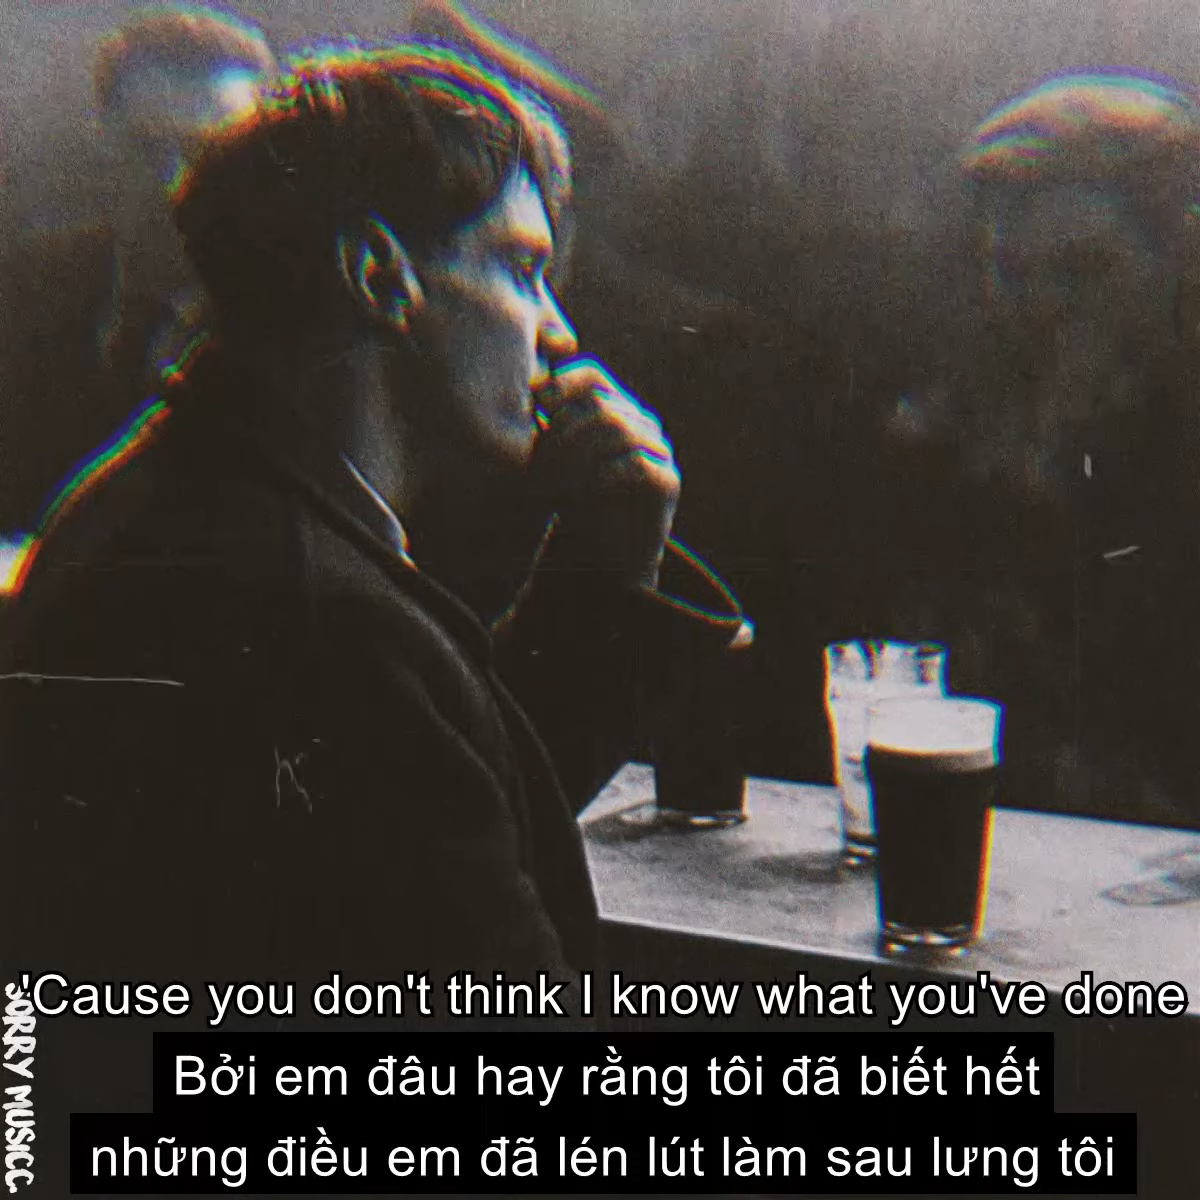 'Cause you don't think I know what you've done
Bởi em đâu hay rằng tôi đã biết hết
những điều em đã lén lút làm sau lưng tôi
SORRY MUSICC.